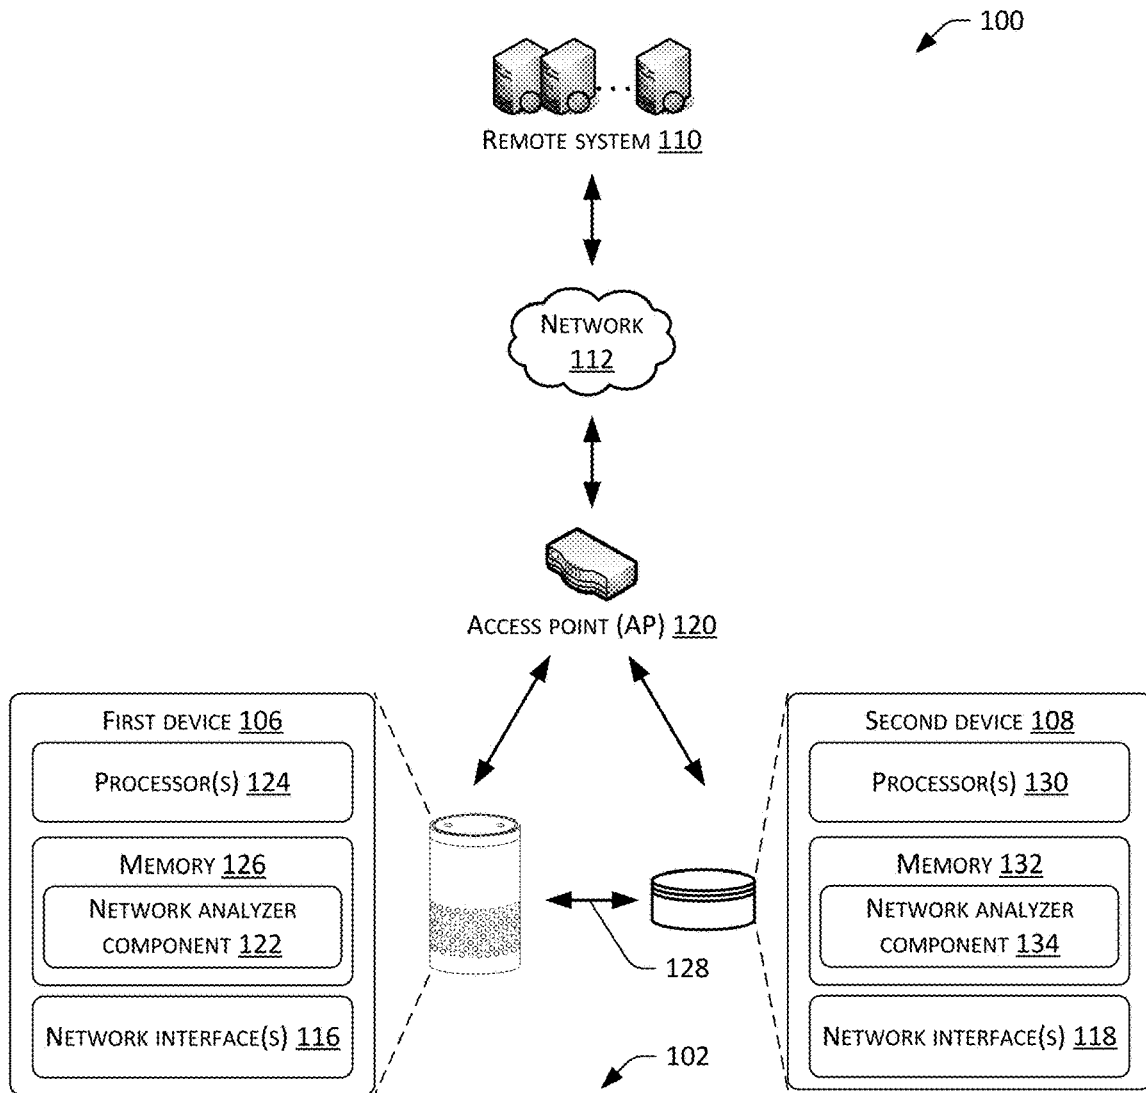 100
REMOTE SYSTEM 110
NETWORK
112
ACCESS POINT (AP) 120
FIRST DEVICE 106
PROCESSOR(S) 124
MEMORY 126
NETWORK ANALYZER
COMPONENT 122
NETWORK INTERFACE(S) 116
SECOND DEVICE 108
PROCESSOR(S) 130
MEMORY 132
NETWORK ANALYZER
COMPONENT 134
NETWORK INTERFACE(S) 118
128
102